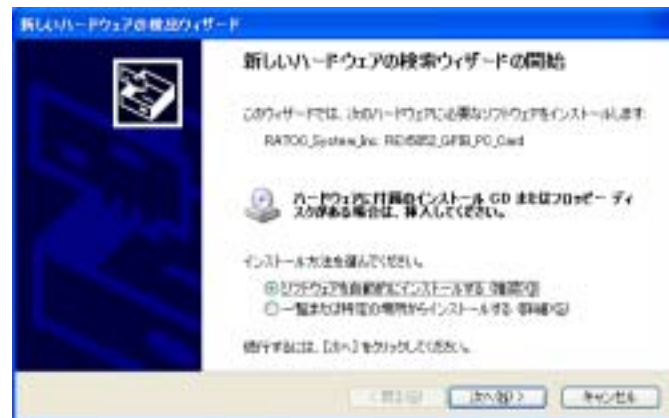 新しいハードウェアの検出ウィザード
新しいハードウェアの検索ウィザードの開始
このウィザードでは、次のハードウェアに必要なソフトウェアをインストールします:
RATOC_System_Inc. REX5052_GPIB_PC_Card
ハードウェアに付属のインストール CD またはフロッピー ディ
スクがある場合は、挿入してください。
インストール方法を選んでください。
ソフトウェアを自動的にインストールする (推奨)(I)
一覧または特定の場所からインストールする (詳細)(S)
続行するには、[次へ] をクリックしてください。
< 戻る(B)
次へ(N) >
キャンセル